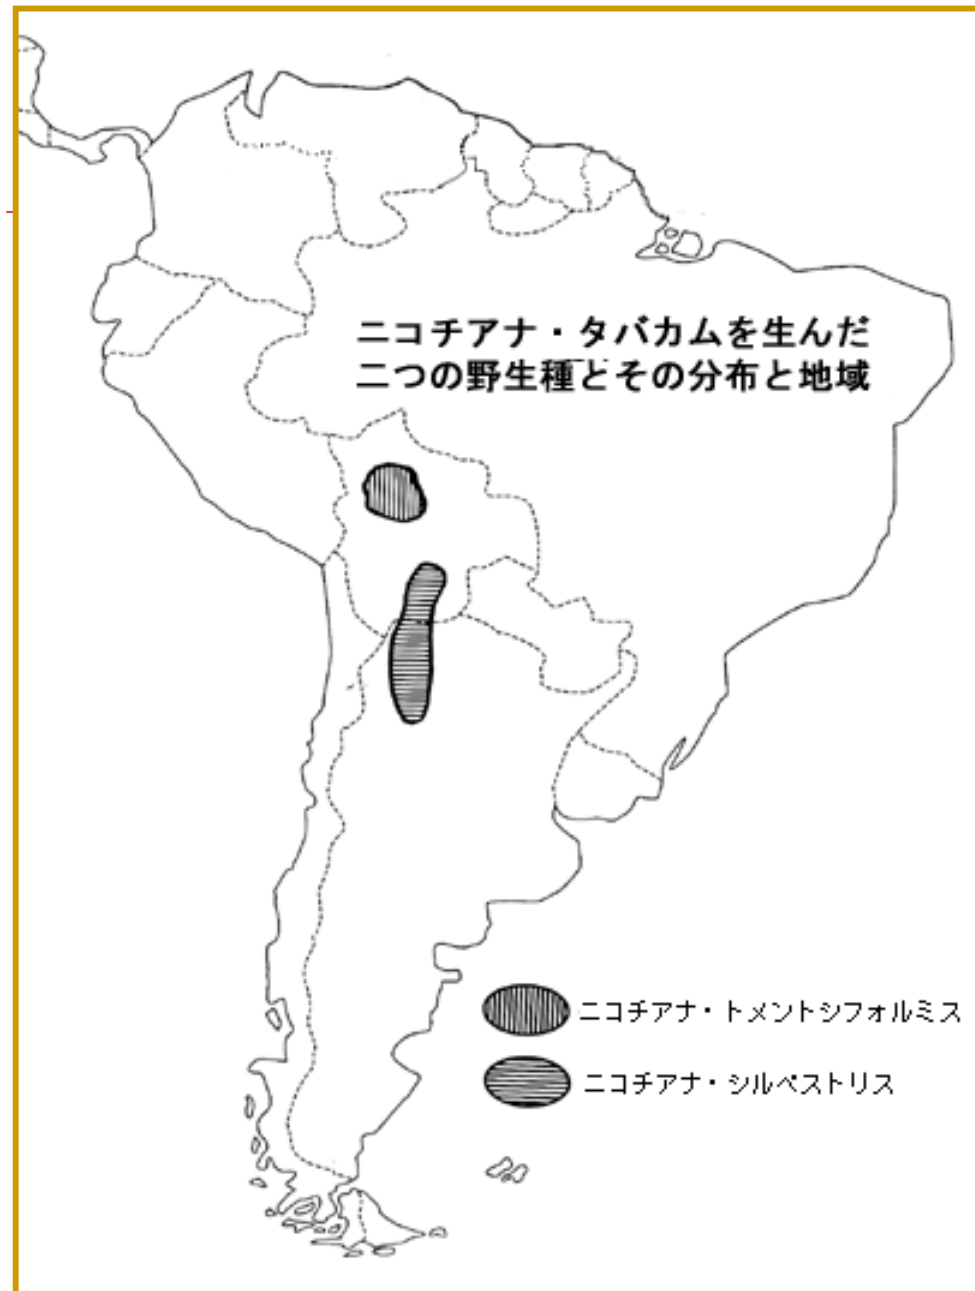 ニコチアナ・タバカムを生んだ
二つの野生種とその分布と地域
ニコチアナ・トメントシフォルミス
ニコチアナ・シルベストリス